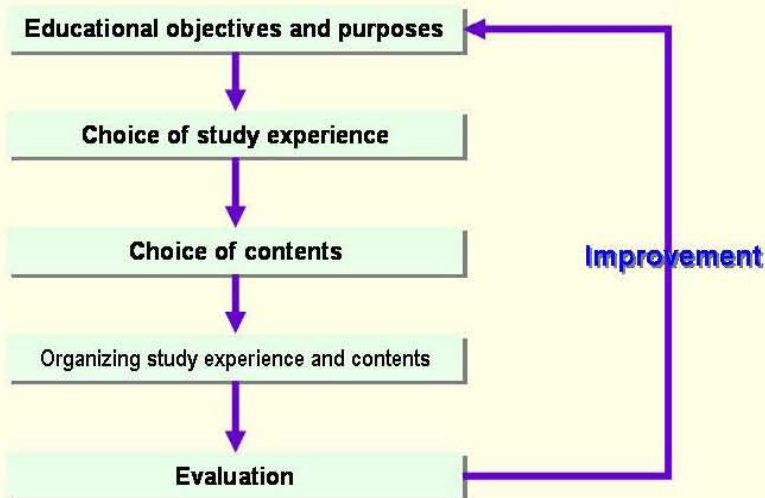 Educational objectives and purposes
Choice of study experience
Choice of contents
Improvement
Organizing study experience and contents
Evaluation